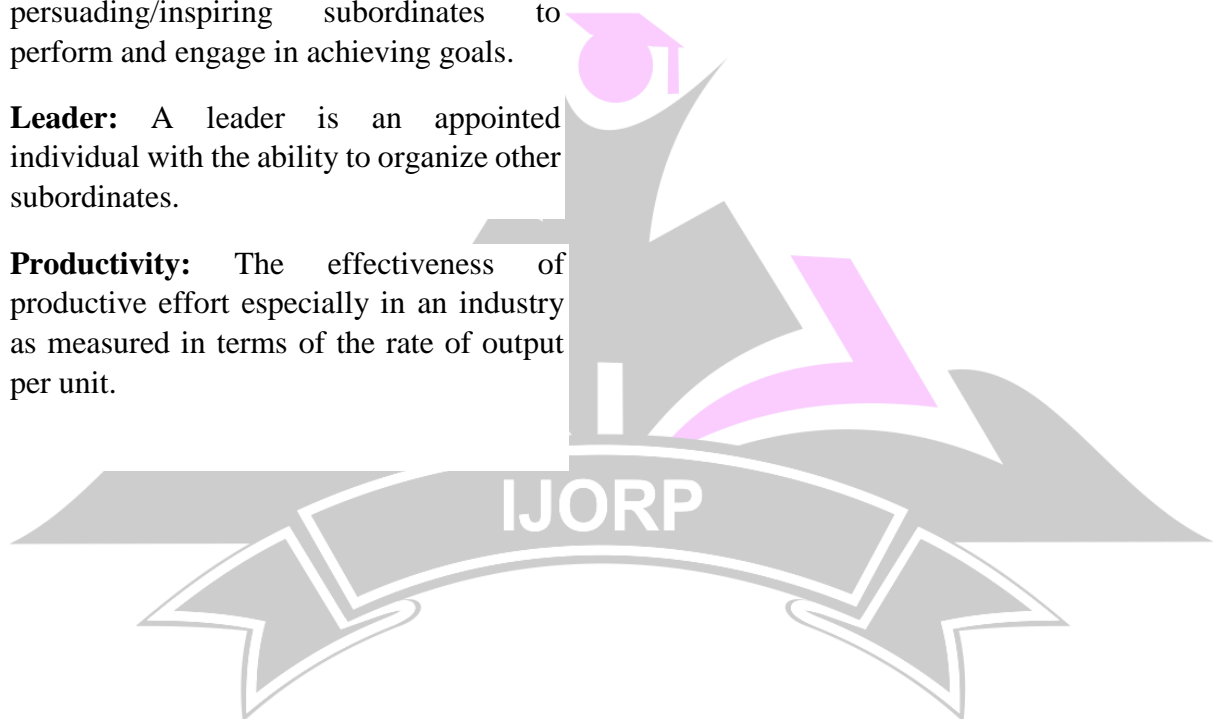 persuading/inspiring subordinates to
perform and engage in achieving goals.
Leader: A leader is an appointed
individual with the ability to organize other
subordinates.
Productivity: The effectiveness of
productive effort especially in an industry
as measured in terms of the rate of output
per unit.
IJORP